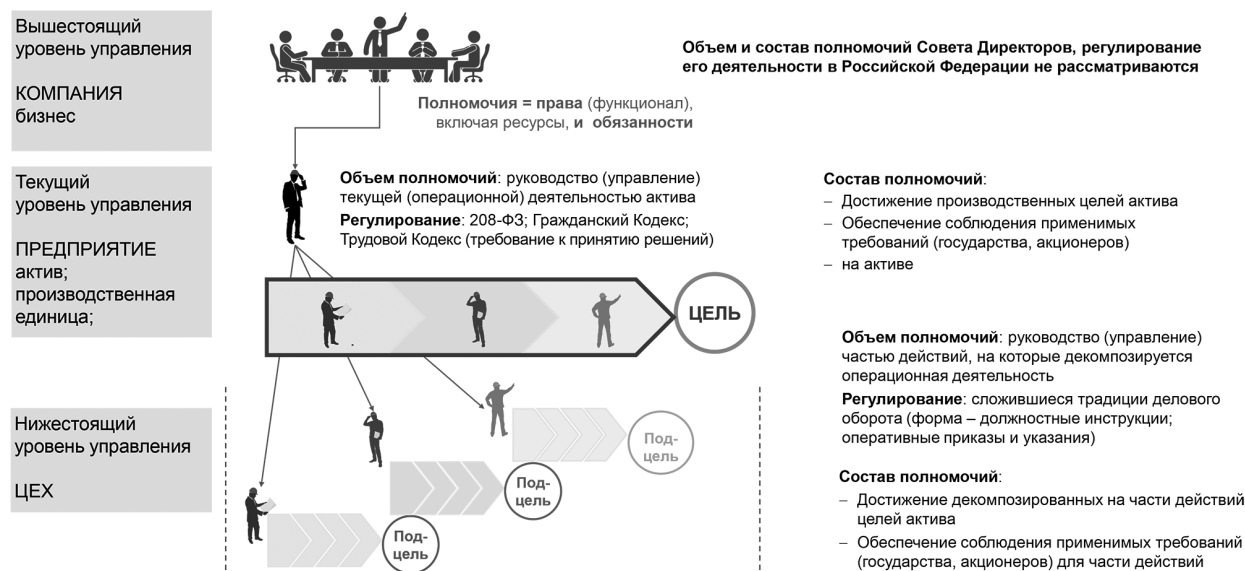 Вышестоящий
уровень управления
КОМПАНИЯ
бизнес
Объем и состав полномочий Совета Директоров, регулирование
его деятельности в Российской Федерации не рассматриваются
Полномочия = права (функционал),
включая ресурсы, и обязанности
Текущий
уровень управления
ПРЕДПРИЯТИЕ
актив;
производственная
единица;
Объем полномочий: руководство (управление)
текущей (операционной) деятельностью актива
Регулирование: 208-ФЗ; Гражданский Кодекс;
Трудовой Кодекс (требование к принятию решений)
Состав полномочий:
– Достижение производственных целей актива
– Обеспечение соблюдения применимых
требований (государства, акционеров)
– на активе
ЦЕЛЬ
Объем полномочий: руководство (управление)
частью действий, на которые декомпозируется
операционная деятельность
Регулирование: сложившиеся традиции делового
оборота (форма – должностные инструкции;
оперативные приказы и указания)
Нижестоящий
уровень управления
ЦЕХ
Под-
цель
Под-
цель
Под-
цель
Состав полномочий:
– Достижение декомпозированных на части действий
целей актива
– Обеспечение соблюдения применимых требований
(государства, акционеров) для части действий